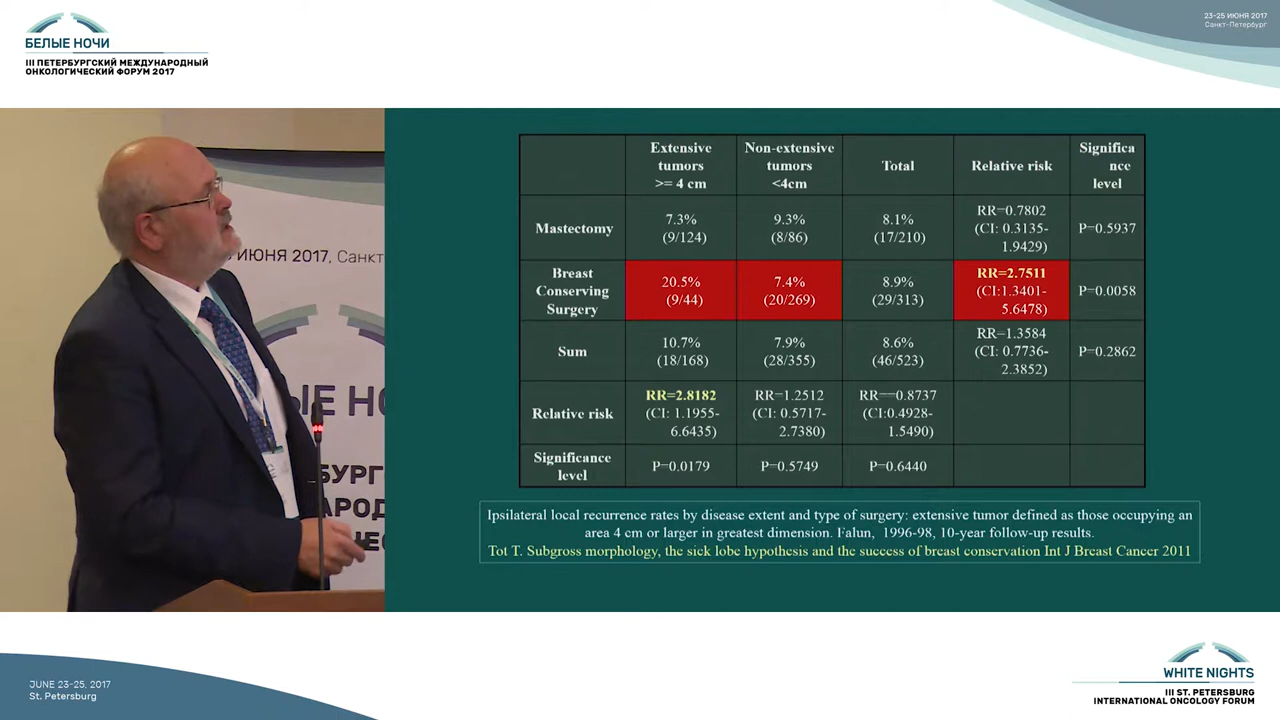 БЕЛЫЕ НОЧИ
III ПЕТЕРБУРГСКИЙ МЕЖДУНАРОДНЫЙ
ОНКОЛОГИЧЕСКИЙ ФОРУМ 2017
23-25 ИЮНЯ 2017
Санкт-Петербург
Extensive tumors >= 4 cm
Non-extensive tumors <4cm
Total
Relative risk
Significa nce level
Mastectomy
7.3% (9/124)
9.3% (8/86)
8.1% (17/210)
RR=0.7802 (CI: 0.3135-1.9429)
P=0.5937
Breast Conserving Surgery
20.5% (9/44)
7.4% (20/269)
8.9% (29/313)
RR=2.7511 (CI:1.3401-5.6478)
P=0.0058
Sum
10.7% (18/168)
7.9% (28/355)
8.6% (46/523)
RR=1.3584 (CI: 0.7736-2.3852)
P=0.2862
Relative risk
RR=2.8182 (CI: 1.1955-6.6435)
RR=1.2512 (CI: 0.5717-2.7380)
RR==0.8737 (CI:0.4928-1.5490)
Significance level
P=0.0179
P=0.5749
P=0.6440
Ipsilateral local recurrence rates by disease extent and type of surgery: extensive tumor defined as those occupying an
area 4 cm or larger in greatest dimension. Falun, 1996-98, 10-year follow-up results.
Tot T. Subgross morphology, the sick lobe hypothesis and the success of breast conservation Int J Breast Cancer 2011
ИЮНЯ 2017, Санкт
JUNE 23-25, 2017
St. Petersburg
WHITE NIGHTS
III ST. PETERSBURG
INTERNATIONAL ONCOLOGY FORUM